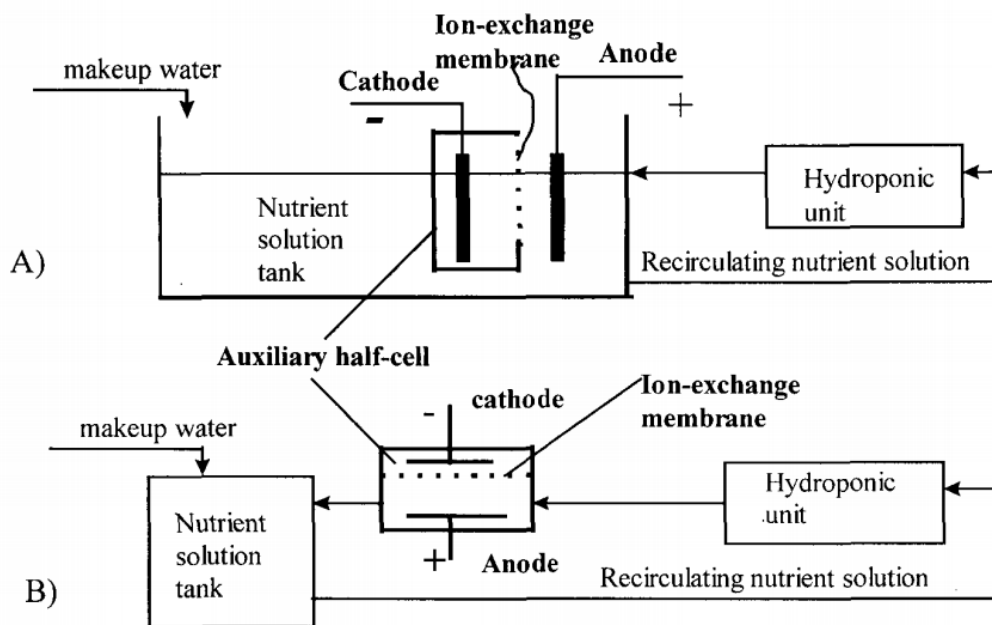 Ion-exchange
membrane
makeup water
Cathode
Anode
-
+
Nutrient
solution
tank
Hydroponic
unit
A)
Recirculating nutrient solution
Auxiliary half-cell
cathode
Ion-exchange
membrane
-
makeup water
Hydroponic
unit
Nutrient
solution
tank
+
Anode
B)
Recirculating nutrient solution